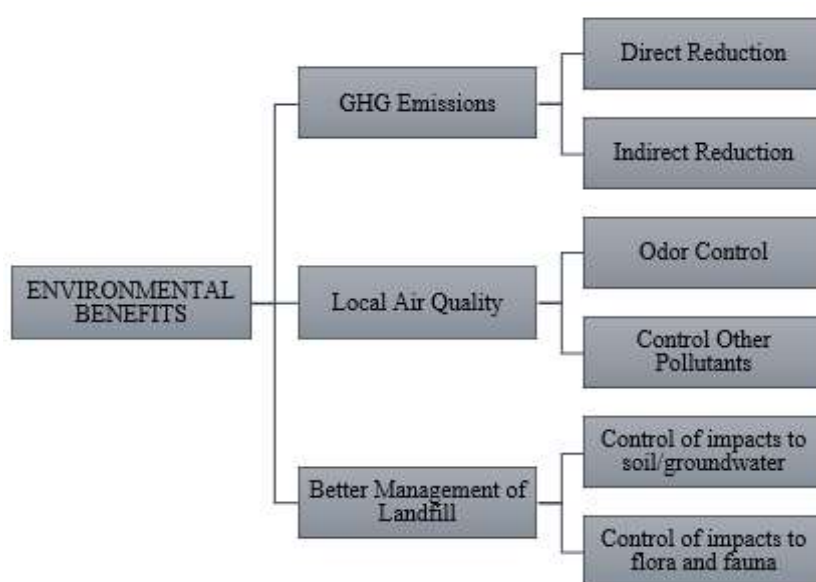 Direct Reduction
GHG Emissions
Indirect Reduction
Odor Control
ENVIRONMENTAL
BENEFITS
Local Air Quality
Control Other
Pollutants
Control of impacts to
soil/groundwater
Better Management of
Landfill
Control of impacts to
flora and fauna